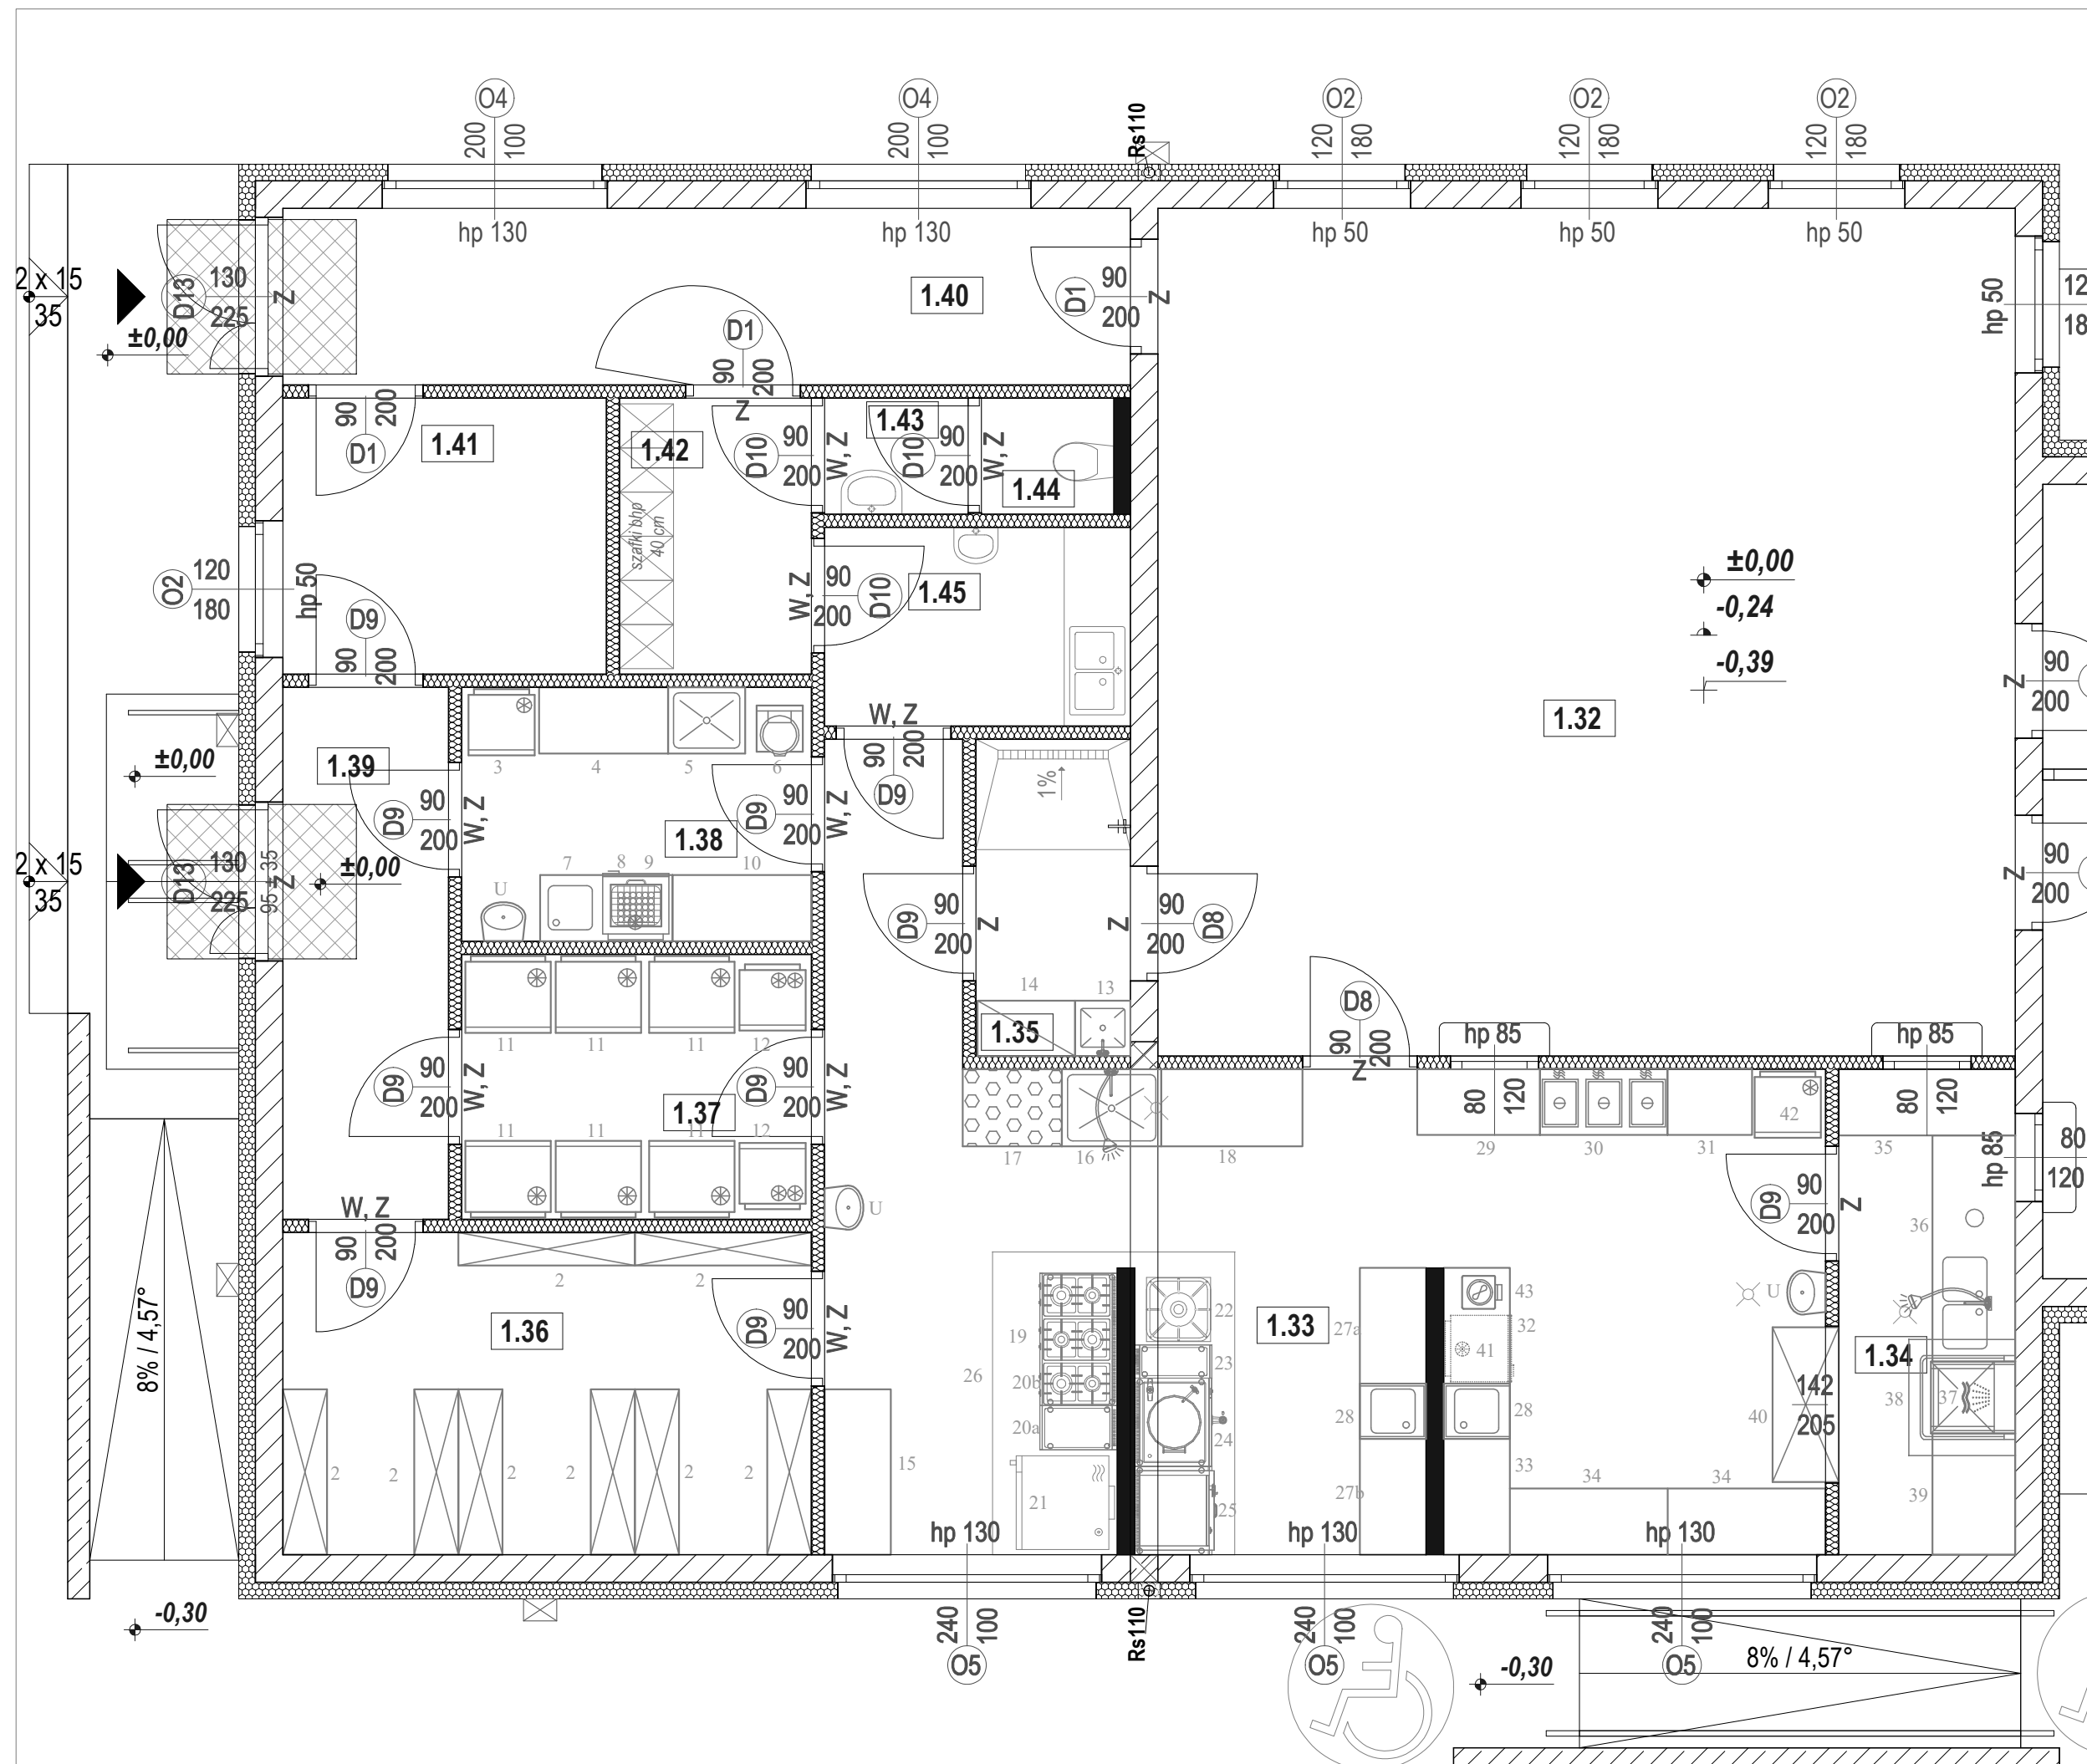 O4
200
100
O4
200
100
Rs110
O2
120
180
O2
120
180
O2
120
180
hp 130
hp 130
hp 50
hp 50
hp 50
2 x 15
35
D13
130
225
Z
±0,00
1.40
D1
90
200
Z
hp 50
12
18
D1
90
200
Z
90
200
D1
1.41
1.42
D10
90
200
W, Z
1.43
D10
90
200
W, Z
1.44
szafki bhp
40 cm
O2
120
180
hp 50
D9
90
200
W, Z
90
200
D10
1.45
±0,00
-0,24
-0,39
1.32
90
200
Z
±0,00
1.39
3
4
5
6
W, Z
90
200
D9
1%
D9
90
200
W, Z
1.38
D9
90
200
W, Z
7
8
9
10
U
2 x 15
35
D13
130
225
95 ± 35
Z
±0,00
90
200
Z
D9
90
200
Z
Z
90
200
D8
14
13
1.35
11
11
11
12
D9
90
200
W, Z
1.37
D9
90
200
W, Z
11
11
11
12
D8
90
200
Z
hp 85
80
120
hp 85
80
120
42
17
16
18
29
30
31
35
hp 85
80
120
W, Z
90
200
D9
U
D9
90
200
Z
36
2
2
1.36
D9
90
200
W, Z
8% / 4,57°
19
20b
20a
21
26
22
23
24
25
1.33
27a
28
27b
43
32
41
28
33
34
34
U
40
142
205
1.34
38
37
39
2
2
2
2
2
2
15
hp 130
hp 130
hp 130
-0,30
240
100
O5
Rs110
240
100
O5
-0,30
240
100
O5
8% / 4,57°